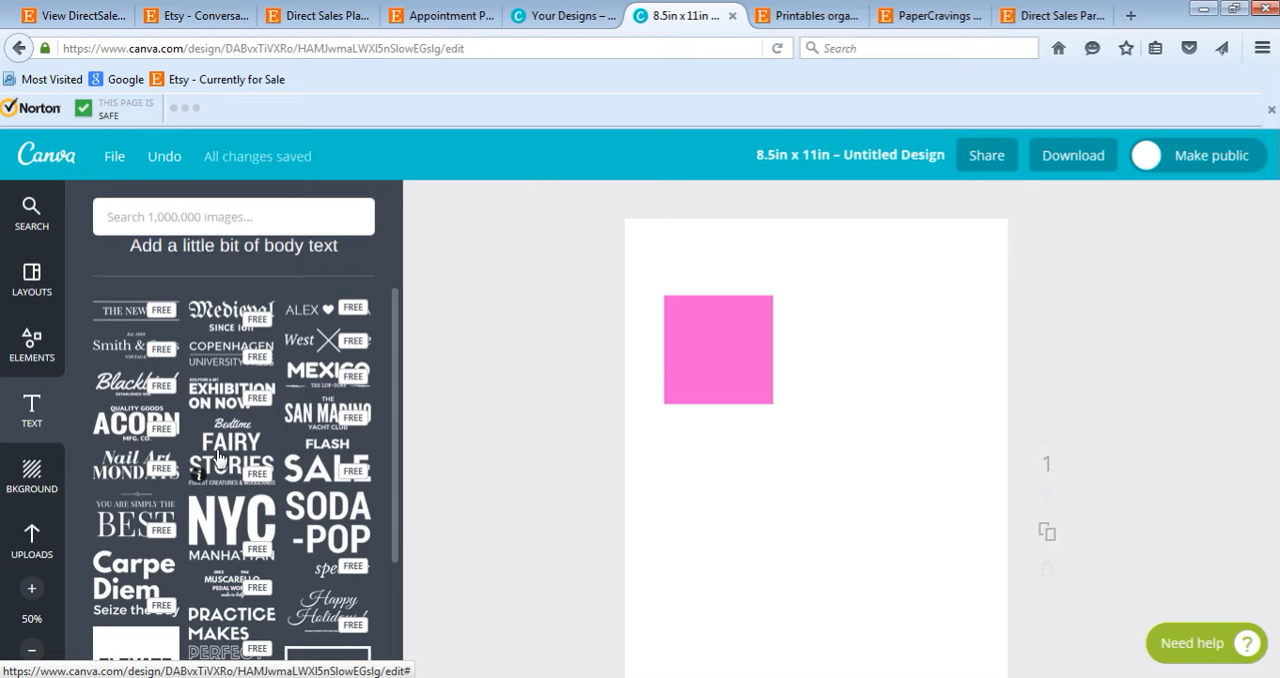 View DirectSale...
Etsy - Conversa...
Direct Sales Pla...
Appointment P...
Your Designs – ...
8.5in x 11in ...
Printables orga...
PaperCravings ...
Direct Sales Par...
https://www.canva.com/design/DABvxTiVXRo/HAMJwmaLWXI5nSlowEGsIg/edit
Search
Most Visited
Google
Etsy - Currently for Sale
Norton
THIS PAGE IS
SAFE
Canva
File
Undo
All changes saved
8.5in x 11in – Untitled Design
Share
Download
Make public
SEARCH
LAYOUTS
ELEMENTS
TEXT
BKGROUND
UPLOADS
50%
Search 1,000,000 images...
Add a little bit of body text
THE NEW
FREE
Medieval
SINCE
FREE
ALEX
FREE
Smith &
FREE
COPENHAGEN
UNIVERSITY
FREE
West
FREE
FREE
EXHIBITION
ON NOW
FREE
MEXICO
FREE
QUALITY GOODS
ACORN
MFG. CO.
FREE
THE
SAN MARINO
YACHT CLUB
FREE
Bedtime
FAIRY
STORIES
FREE
Nail Art
MONDAYS
FREE
FLASH
SALE
FREE
YOU ARE SIMPLY THE
BEST
FREE
NYC
MANHATTAN
FREE
SODA
-POP
FREE
Carpe
Diem
Seize the Day
FREE
MUSCARELLO
FREE
Happy
Holidays
FREE
PRACTICE
MAKES
PERFECT
FREE
1
Need help ?
https://www.canva.com/design/DABvxTiVXRo/HAMJwmaLWXI5nSlowEGsIg/edit#